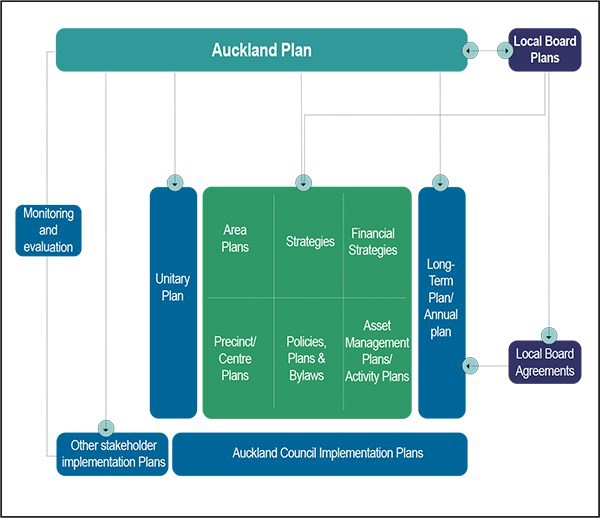 Auckland Plan
Local Board
Plans
Monitoring
and
evaluation
Unitary
Plan
Area
Plans
Strategies
Financial
Strategies
Precinct/
Centre
Plans
Policies,
Plans &
Bylaws
Asset
Management
Plans/
Activity Plans
Long-
Term
Plan/
Annual
plan
Local Board
Agreements
Other stakeholder
implementation Plans
Auckland Council Implementation Plans